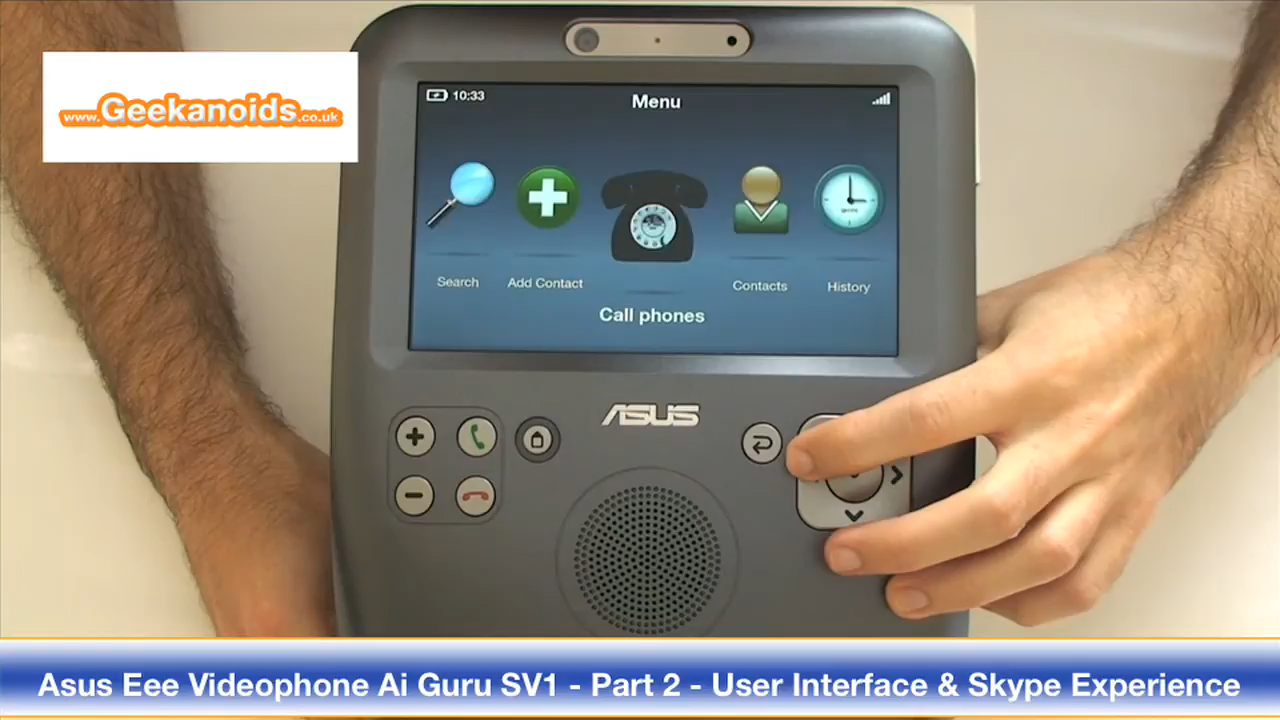 www.Geekanoids.co.uk
10:33
Menu
Search
Add Contact
Call phones
Contacts
History
ASUS
Asus Eee Videophone Ai Guru SV1 - Part 2 - User Interface & Skype Experience